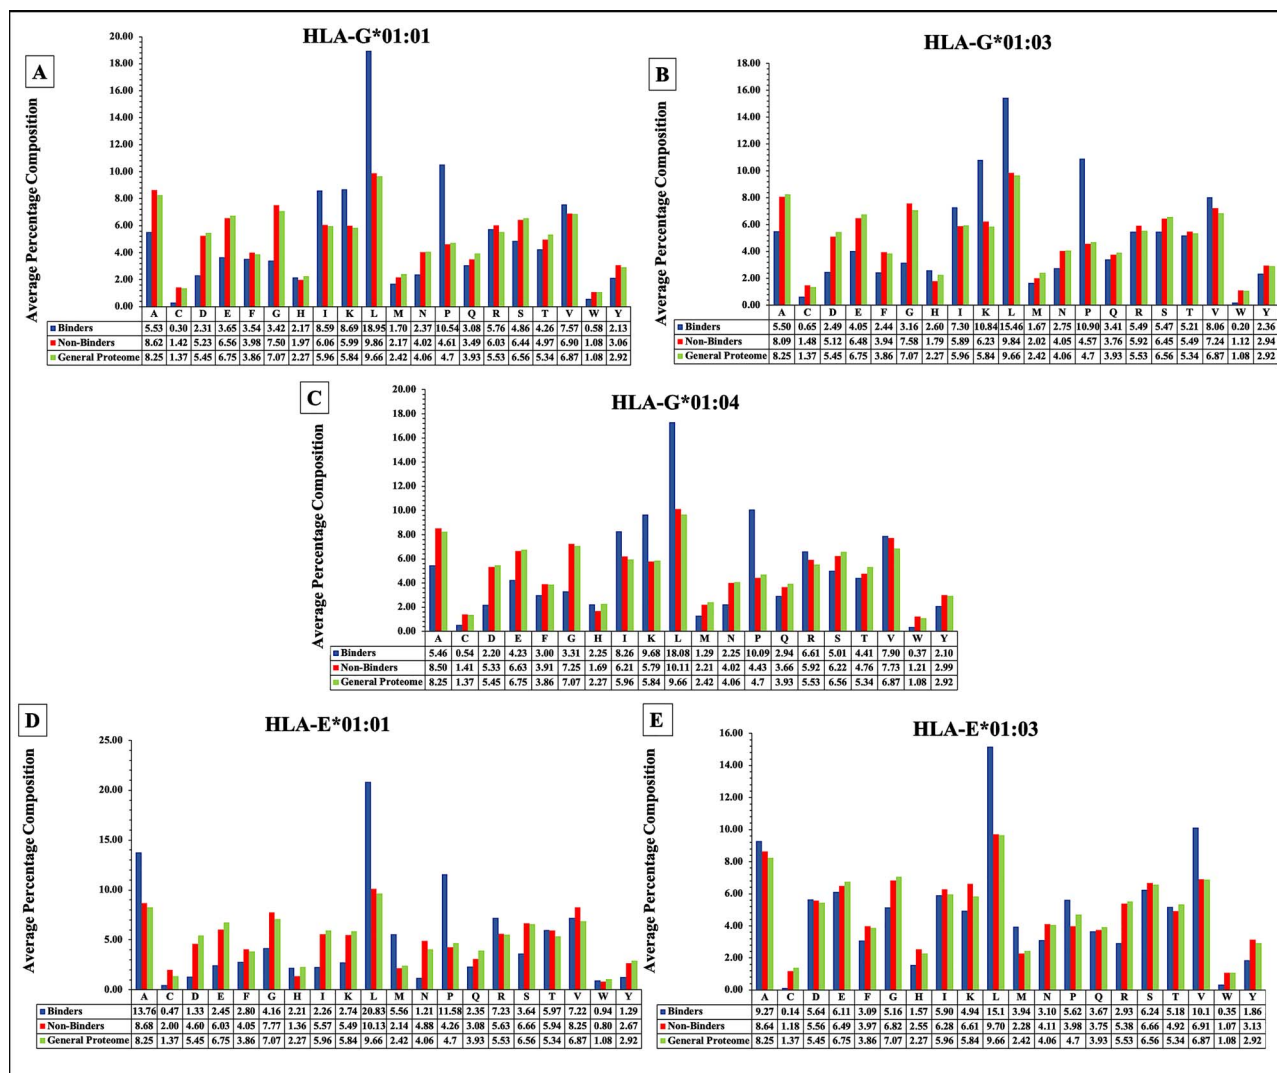 A
HLA-G*01:01
Average Percentage Composition
20.00
18.00
16.00
14.00
12.00
10.00
8.00
6.00
4.00
2.00
0.00
A C D E F G H I K L M N P Q R S T V W Y
Binders 5.53 0.30 2.31 3.65 3.54 3.42 2.17 8.59 8.69 18.95 1.70 2.37 10.54 3.08 5.76 4.86 4.26 7.57 0.58 2.13
Non-Binders 8.62 1.42 5.23 6.56 3.98 7.50 1.97 6.06 5.99 9.86 2.17 4.02 4.61 3.49 6.03 6.44 4.97 6.90 1.08 3.06
General Proteome 8.25 1.37 5.45 6.75 3.86 7.07 2.27 5.96 5.84 9.66 2.42 4.06 4.7 3.93 5.53 6.56 5.34 6.87 1.08 2.92
B
HLA-G*01:03
Average Percentage Composition
18.00
16.00
14.00
12.00
10.00
8.00
6.00
4.00
2.00
0.00
A C D E F G H I K L M N P Q R S T V W Y
Binders 5.50 0.65 2.49 4.05 2.44 3.16 2.60 7.30 10.84 15.46 1.67 2.75 10.90 3.41 5.49 5.47 5.21 8.06 0.20 2.36
Non-Binders 8.09 1.48 5.12 6.48 3.94 7.58 1.79 5.89 6.23 9.84 2.02 4.05 4.57 3.76 5.92 6.45 5.49 7.24 1.12 2.94
General Proteome 8.25 1.37 5.45 6.75 3.86 7.07 2.27 5.96 5.84 9.66 2.42 4.06 4.7 3.93 5.53 6.56 5.34 6.87 1.08 2.92
C
HLA-G*01:04
Average Percentage Composition
20.00
18.00
16.00
14.00
12.00
10.00
8.00
6.00
4.00
2.00
0.00
A C D E F G H I K L M N P Q R S T V W Y
Binders 5.46 0.54 2.20 4.23 3.00 3.31 2.25 8.26 9.68 18.08 1.29 2.25 10.09 2.94 6.61 5.01 4.41 7.90 0.37 2.10
Non-Binders 8.50 1.41 5.33 6.63 3.91 7.25 1.69 6.21 5.79 10.11 2.21 4.02 4.43 3.66 5.92 6.22 4.76 7.73 1.21 2.99
General Proteome 8.25 1.37 5.45 6.75 3.86 7.07 2.27 5.96 5.84 9.66 2.42 4.06 4.7 3.93 5.53 6.56 5.34 6.87 1.08 2.92
D
HLA-E*01:01
Average Percentage Composition
25.00
20.00
15.00
10.00
5.00
0.00
A C D E F G H I K L M N P Q R S T V W Y
Binders 13.76 0.47 1.33 2.45 2.80 4.16 2.21 2.26 2.74 20.83 5.56 1.21 11.58 2.35 7.23 3.64 5.97 7.22 0.94 1.29
Non-Binders 8.68 2.00 4.60 6.03 4.05 7.77 1.36 5.57 5.49 10.13 2.14 4.88 4.26 3.08 5.63 6.66 5.94 8.25 0.80 2.67
General Proteome 8.25 1.37 5.45 6.75 3.86 7.07 2.27 5.96 5.84 9.66 2.42 4.06 4.7 3.93 5.53 6.56 5.34 6.87 1.08 2.92
E
HLA-E*01:03
Average Percentage Composition
16.00
14.00
12.00
10.00
8.00
6.00
4.00
2.00
0.00
A C D E F G H I K L M N P Q R S T V W Y
Binders 9.27 0.14 5.64 6.11 3.09 5.16 1.57 5.90 4.94 15.1 3.94 3.10 5.62 3.67 2.93 6.24 5.18 10.1 0.35 1.86
Non-Binders 8.64 1.18 5.56 6.49 3.97 6.82 2.55 6.28 6.61 9.70 2.28 4.11 3.98 3.75 5.38 6.66 4.92 6.91 1.07 3.13
General Proteome 8.25 1.37 5.45 6.75 3.86 7.07 2.27 5.96 5.84 9.66 2.42 4.06 4.7 3.93 5.53 6.56 5.34 6.87 1.08 2.92